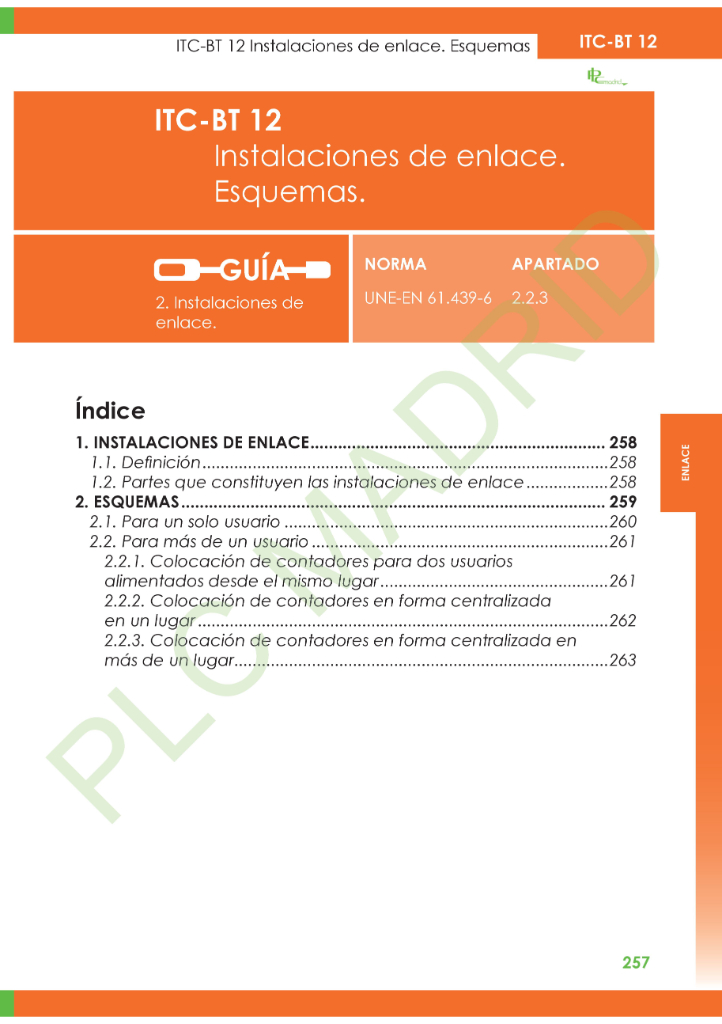 ITC-BT 12 Instalaciones de enlace. Esquemas
ITC-BT 12
ITC-BT 12
Instalaciones de enlace.
Esquemas.
GUÍA
2. Instalaciones de
enlace.
NORMA APARTADO
UNE-EN 61.439-6 2.2.3
Índice
1. INSTALACIONES DE ENLACE................................................................ 258
1.1. Definición.........................................................................................258
1.2. Partes que constituyen las instalaciones de enlace..................258
2. ESQUEMAS............................................................................................ 259
2.1. Para un solo usuario .......................................................................260
2.2. Para más de un usuario .................................................................261
2.2.1. Colocación de contadores para dos usuarios
alimentados desde el mismo lugar..................................................261
2.2.2. Colocación de contadores en forma centralizada
en un lugar..........................................................................................262
2.2.3. Colocación de contadores en forma centralizada en
más de un lugar..................................................................................263
ENLACE
PLC MADRID
257